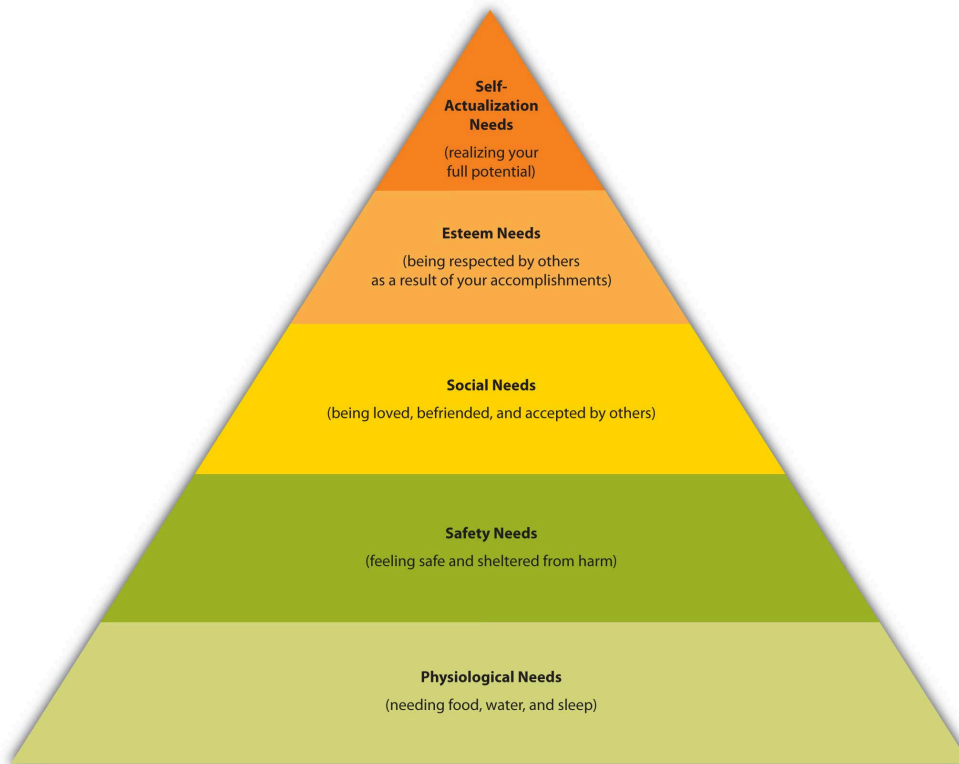 Self-
Actualization
Needs
(realizing your
full potential)
Esteem Needs
(being respected by others
as a result of your accomplishments)
Social Needs
(being loved, befriended, and accepted by others)
Safety Needs
(feeling safe and sheltered from harm)
Physiological Needs
(needing food, water, and sleep)